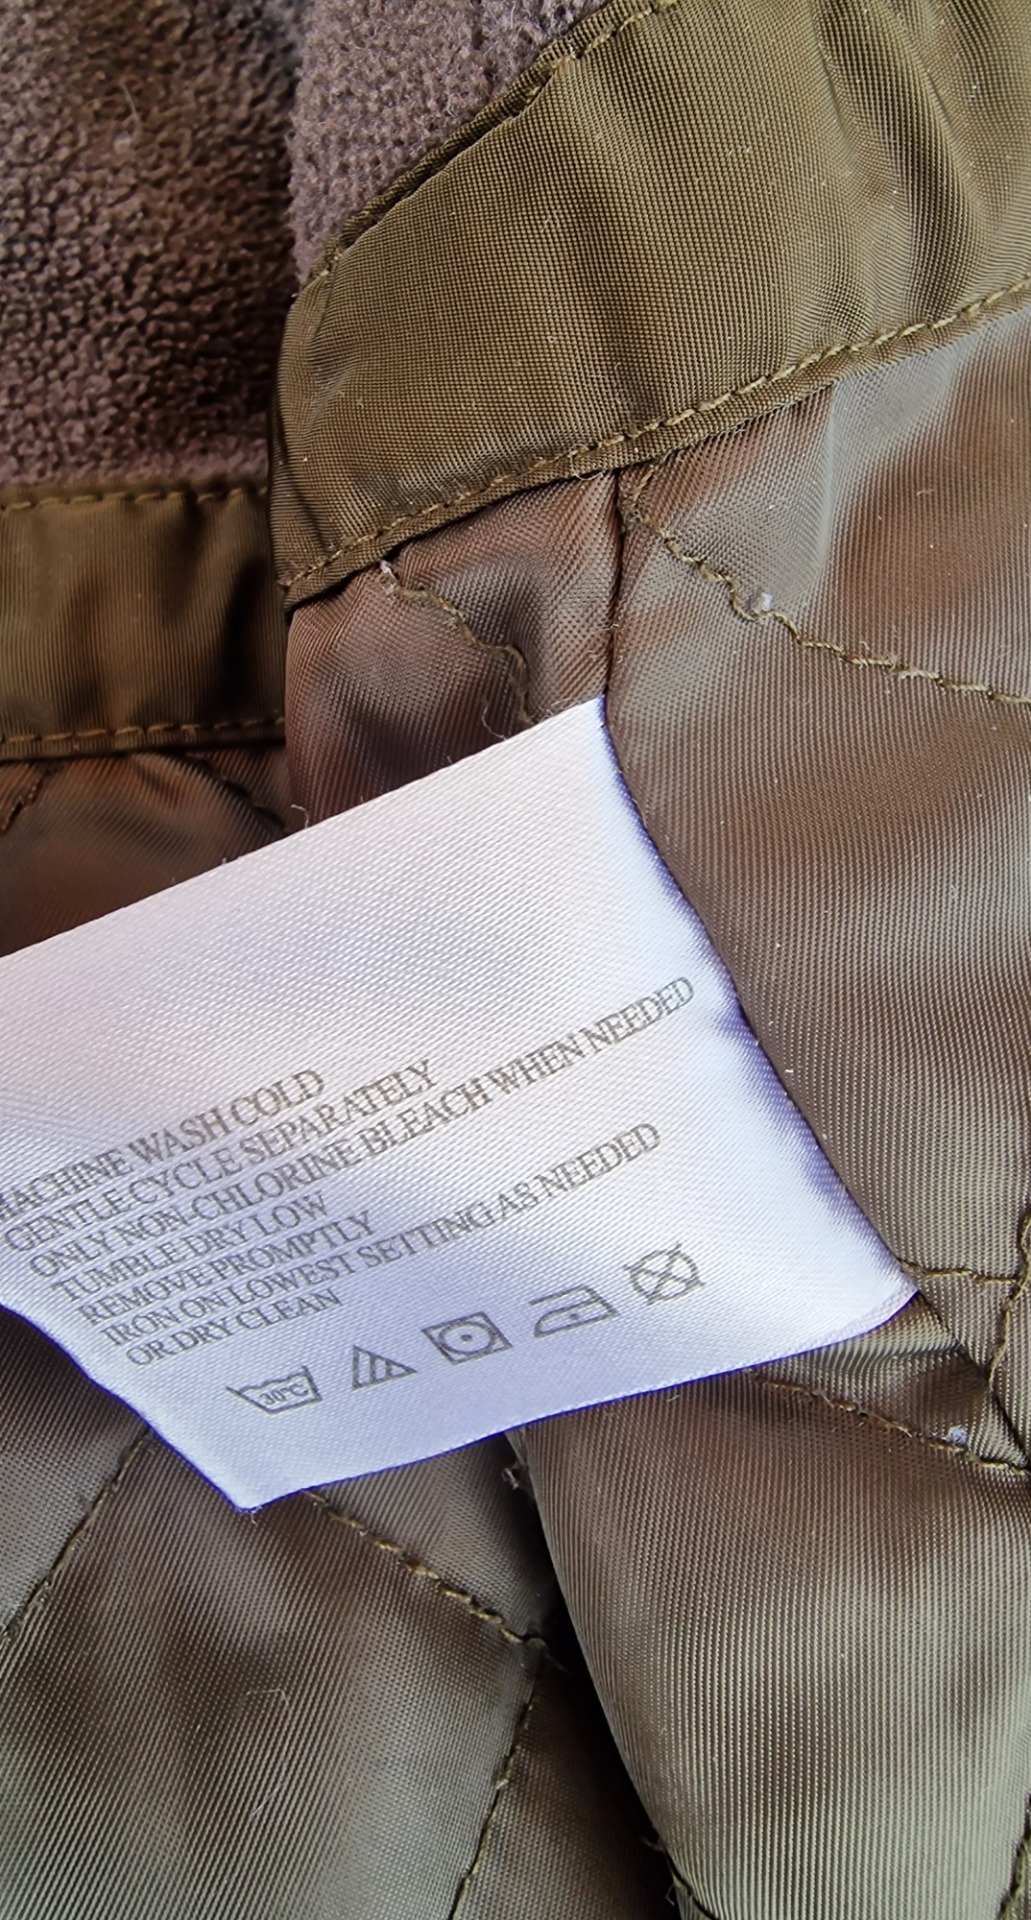 MACHINE WASH COLD
GENTLE CYCLE SEPARATELY
ONLY NON-CHLORINE BLEACH WHEN NEEDED
TUMBLE DRY LOW
REMOVE PROMPTLY
IRON ON LOWEST SETTING AS NEEDED
OR DRY CLEAN
30°C